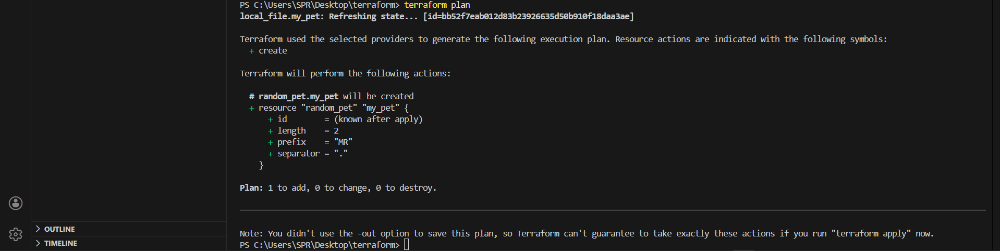 PS C:\Users\SPR\Desktop\terraform> terraform plan
local_file.my_pet: Refreshing state... [id=bb52f7eab012d83b23926635d50b910f18daa3ae]
Terraform used the selected providers to generate the following execution plan. Resource actions are indicated with the following symbols:
+ create
Terraform will perform the following actions:
# random_pet.my_pet will be created
+ resource "random_pet" "my_pet" {
+ id = (known after apply)
+ length = 2
+ prefix = "MR"
+ separator = "."
}
Plan: 1 to add, 0 to change, 0 to destroy.
OUTLINE
TIMELINE
Note: You didn't use the -out option to save this plan, so Terraform can't guarantee to take exactly these actions if you run "terraform apply" now.
PS C:\Users\SPR\Desktop\terraform>